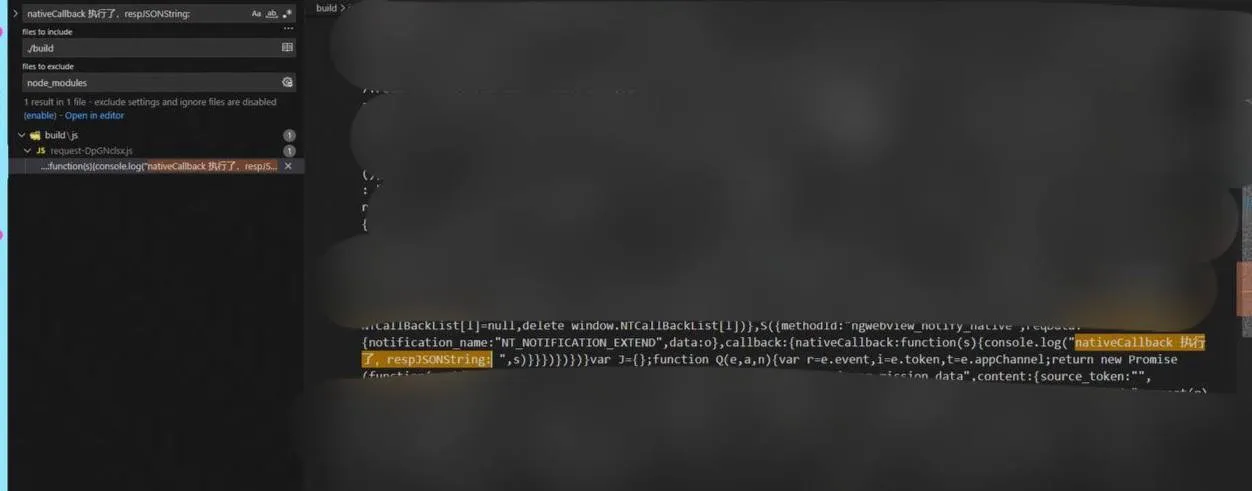 nativeCallback 执行了，respJSONString:
Aa ab .*
files to include
./build
files to exclude
node_modules
1 result in 1 file - exclude settings and ignore files are disabled
(enable) - Open in editor
build\js 1
JS request-DpGNclsx.js 1
...:function(s){console.log("nativeCallback 执行了，respJS...
build >
NTCallBackList[l]=null,delete window.NTCallBackList[l])},S({methodId:"ngwebview_notify_native",reqData:
{notification_name:"NT_NOTIFICATION_EXTEND",data:o},callback:{nativeCallback:function(s){console.log("nativeCallback 执行
了，respJSONString: ",s)}}}})})}var J={};function Q(e,a,n){var r=e.event,i=e.token,t=e.appChannel;return new Promise
(function( mission_data",content:{source_token:"",